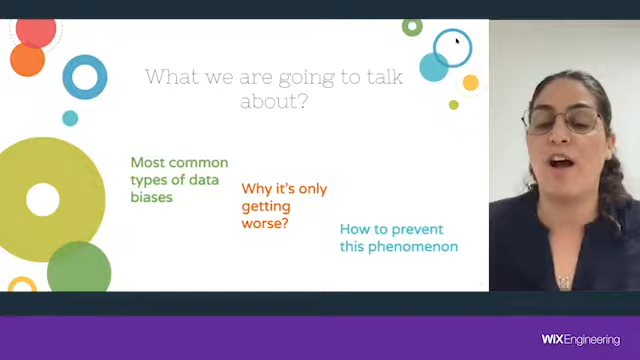 What we are going to talk
about?
Most common
types of data
biases
Why it's only
getting
worse?
How to prevent
this phenomenon
WIXEngineering